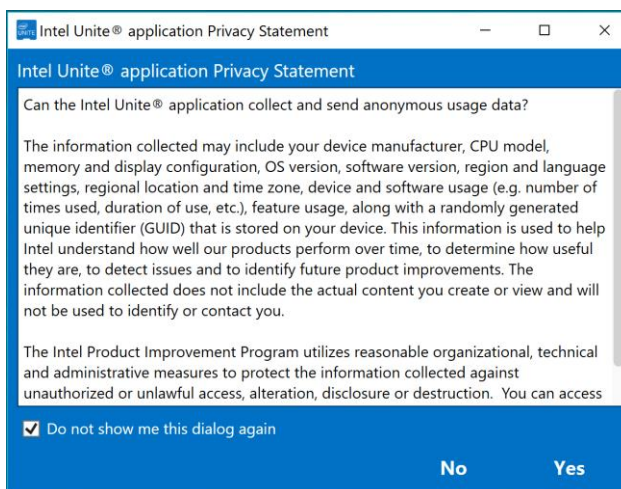 Intel Unite® application Privacy Statement
Intel Unite® application Privacy Statement
Can the Intel Unite® application collect and send anonymous usage data?
The information collected may include your device manufacturer, CPU model,
memory and display configuration, OS version, software version, region and language
settings, regional location and time zone, device and software usage (e.g. number of
times used, duration of use, etc.), feature usage, along with a randomly generated
unique identifier (GUID) that is stored on your device. This information is used to help
Intel understand how well our products perform over time, to determine how useful
they are, to detect issues and to identify future product improvements. The
information collected does not include the actual content you create or view and will
not be used to identify or contact you.
The Intel Product Improvement Program utilizes reasonable organizational, technical
and administrative measures to protect the information collected against
unauthorized or unlawful access, alteration, disclosure or destruction. You can access
Do not show me this dialog again
No Yes